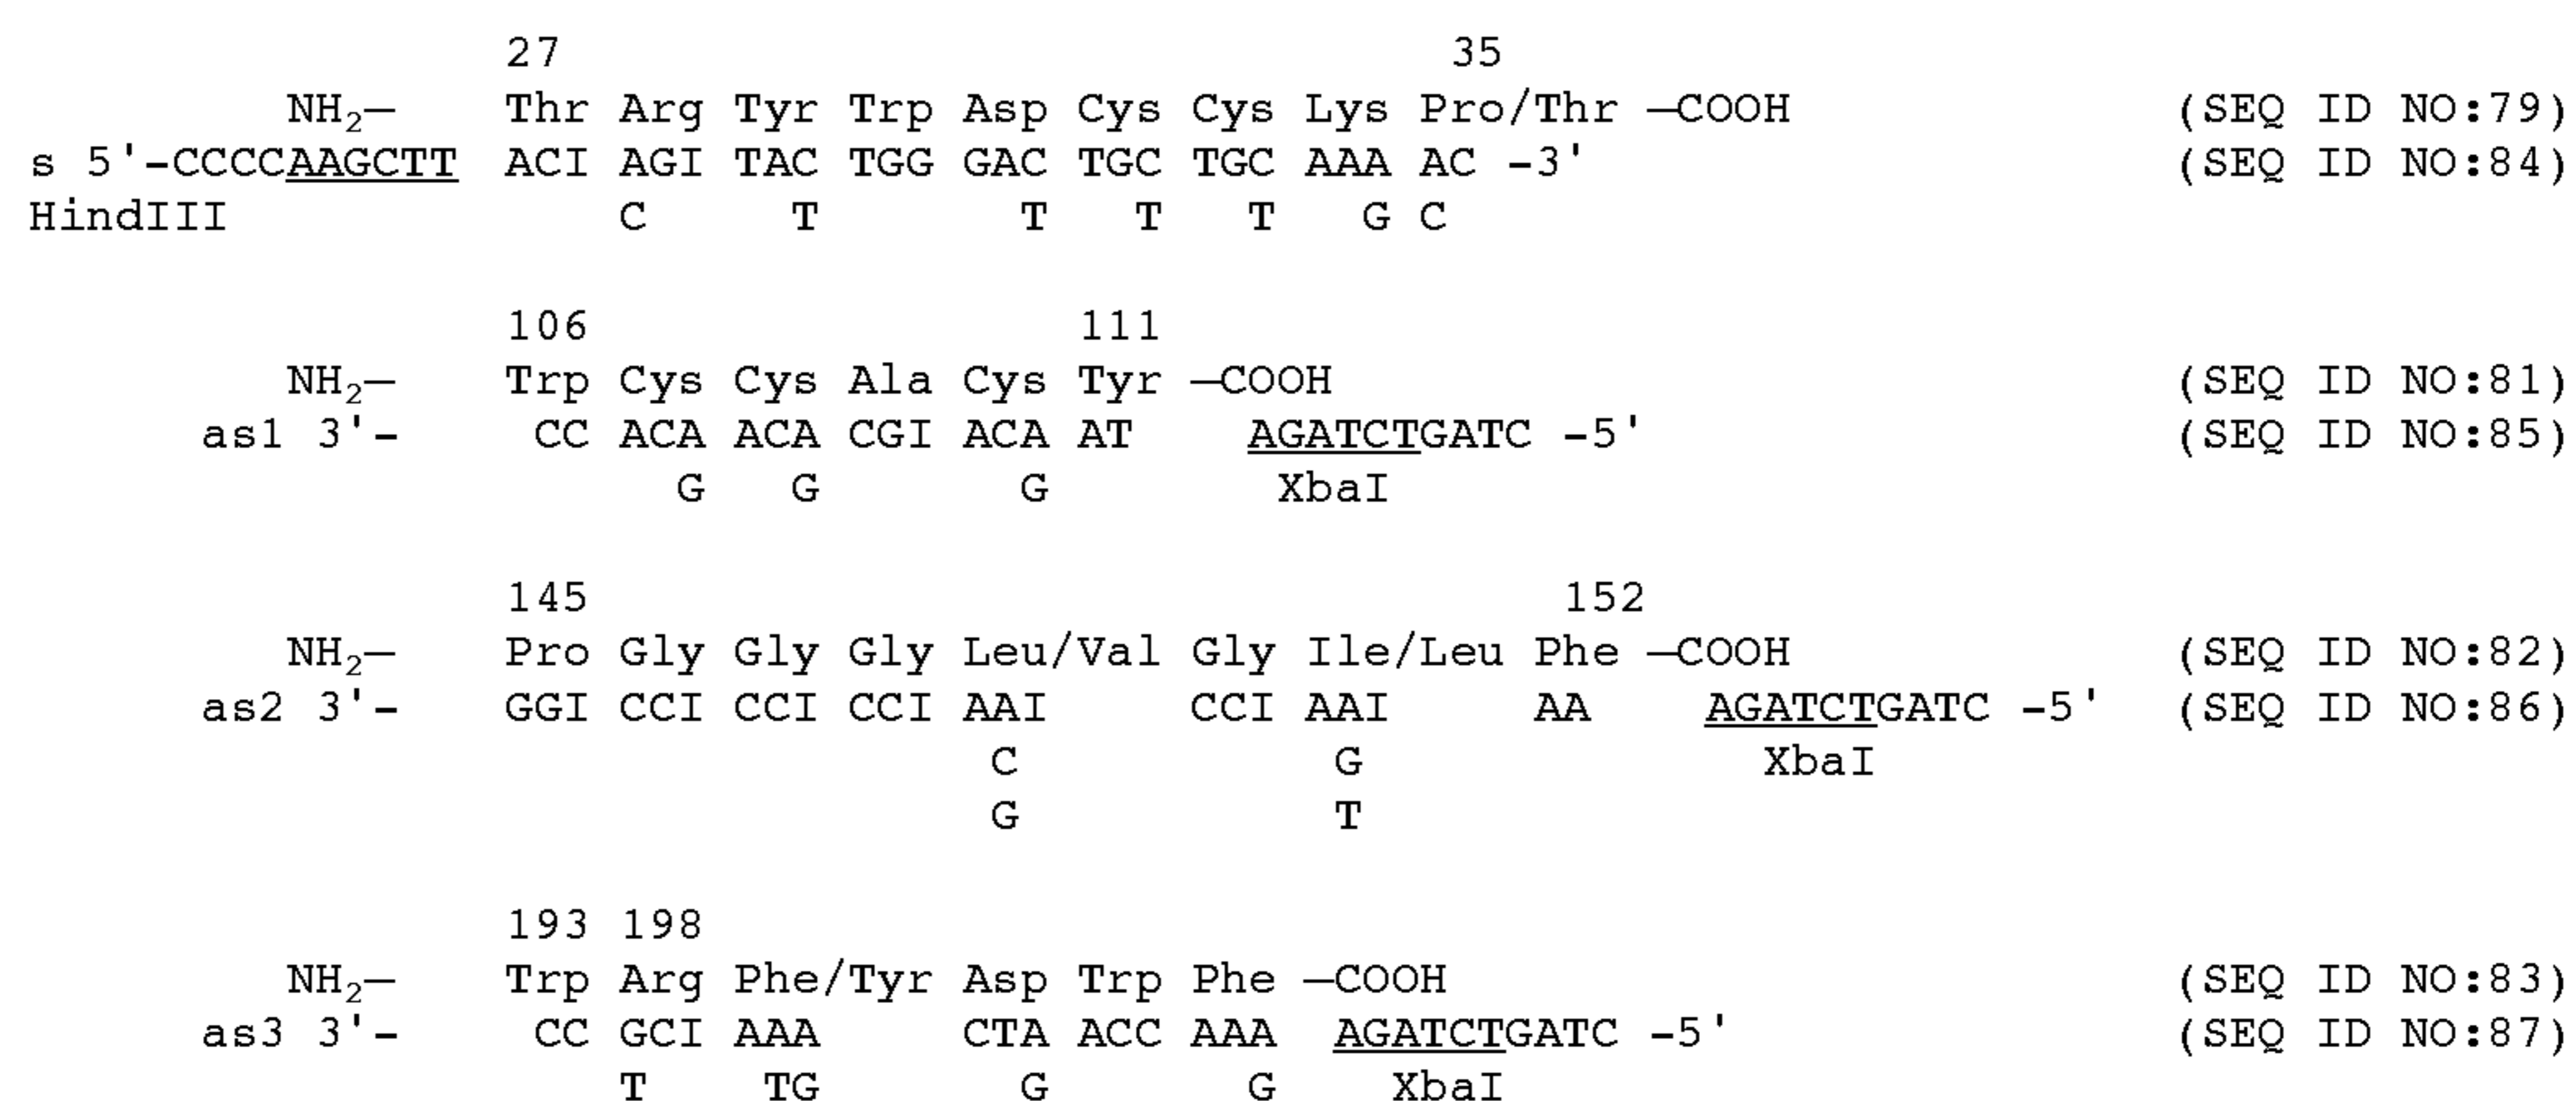 27 35
NH₂— Thr Arg Tyr Trp Asp Cys Cys Lys Pro/Thr —COOH (SEQ ID NO:79)
s 5'-CCCCAAGCTT ACI AGI TAC TGG GAC TGC TGC AAA AC -3' (SEQ ID NO:84)
HindIII C T T T T G C
106 111
NH₂— Trp Cys Cys Ala Cys Tyr —COOH (SEQ ID NO:81)
as1 3'- CC ACA ACA CGI ACA AT AGATCTGATC -5' (SEQ ID NO:85)
G G G XbaI
145 152
NH₂— Pro Gly Gly Gly Leu/Val Gly Ile/Leu Phe —COOH (SEQ ID NO:82)
as2 3'- GGI CCI CCI CCI AAI CCI AAI AA AGATCTGATC -5' (SEQ ID NO:86)
C G XbaI
G T
193 198
NH₂— Trp Arg Phe/Tyr Asp Trp Phe —COOH (SEQ ID NO:83)
as3 3'- CC GCI AAA CTA ACC AAA AGATCTGATC -5' (SEQ ID NO:87)
T TG G G XbaI